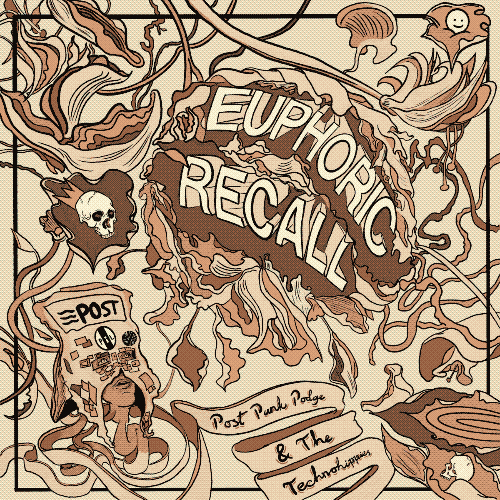 EUPHORIC
RECALL
POST
Post Punk Podge
& The
Technohippies